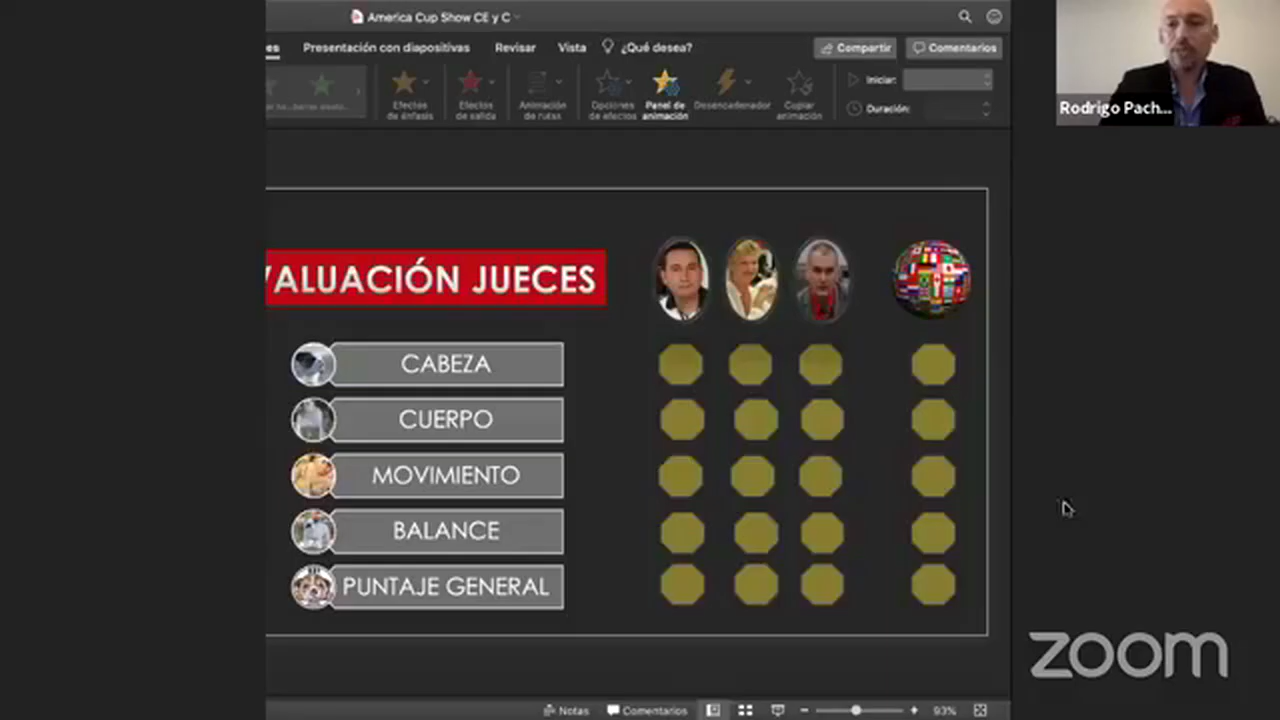 America Cup Show CE y C
es
Presentación con diapositivas
Revisar
Vista
¿Qué desea?
Compartir
Comentarios
Efectos de énfasis
Efectos de salida
Animación de rutas
Opciones de efectos
Panel de animación
Desencadenador
Copiar animación
Iniciar:
Duración:
Rodrigo Pach...
VALUACIÓN JUECES
CABEZA
CUERPO
MOVIMIENTO
BALANCE
PUNTAJE GENERAL
zoom
Notas
Comentarios
93%